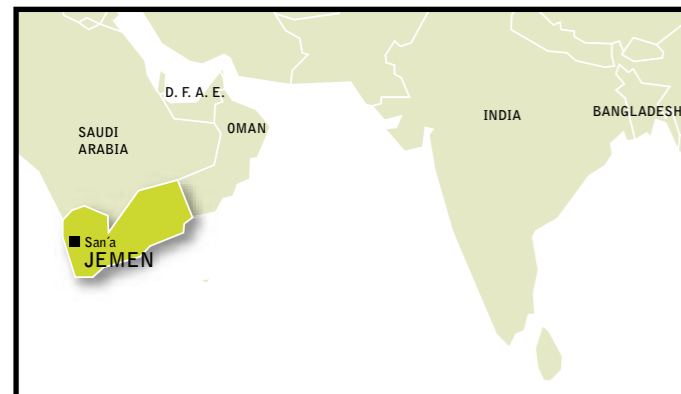 D. F. A. E.
SAUDI
ARABIA
OMAN
INDIA
BANGLADESH
San´a
JEMEN